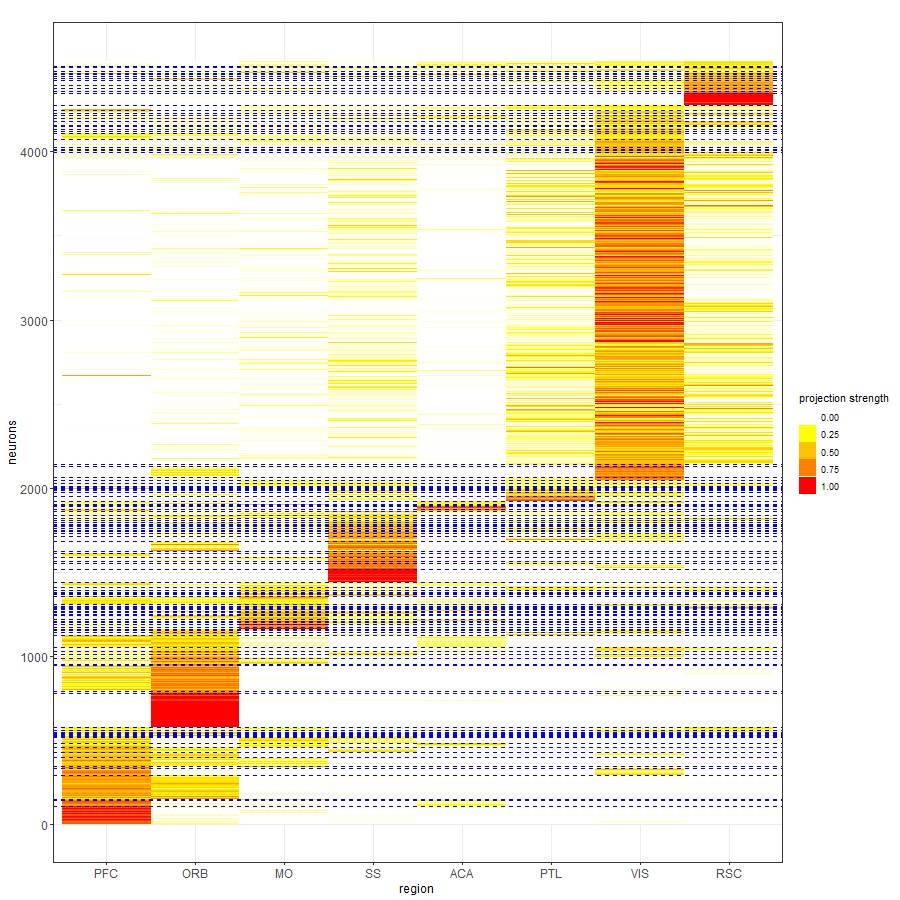 neurons
4000
3000
2000
1000
0
PFC ORB MO SS ACA PTL VIS RSC
region
projection strength
0.00
0.25
0.50
0.75
1.00